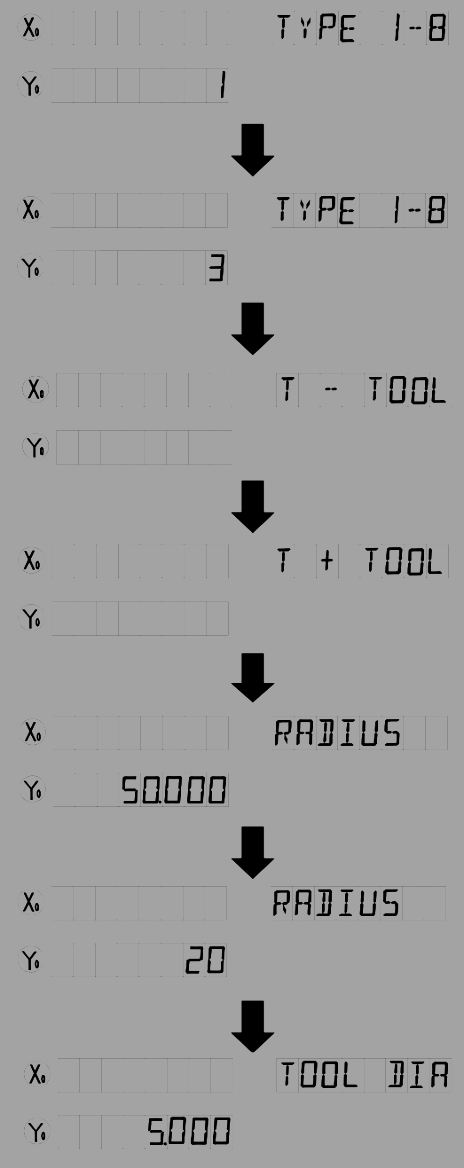 X₀ TYPE 1-8
Y₀ 1
X₀ TYPE 1-8
Y₀ 3
X₀ T - TOOL
Y₀
X₀ T + TOOL
Y₀
X₀ RADIUS
Y₀ 50.000
X₀ RADIUS
Y₀ 20
X₀ TOOL DIA
Y₀ 5.000